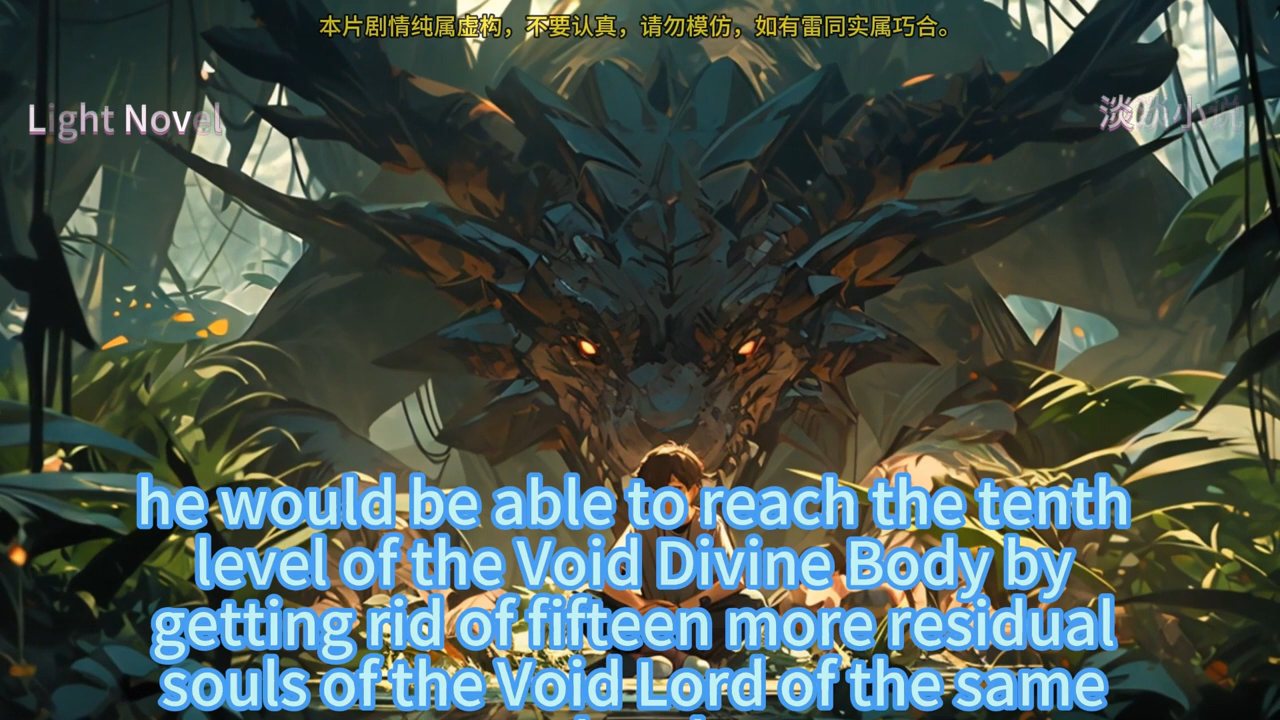 本片剧情纯属虚构，不要认真，请勿模仿，如有雷同实属巧合。
Light Novel
淡
he would be able to reach the tenth
level of the Void Divine Body by
getting rid of fifteen more residual
souls of the Void Lord of the same